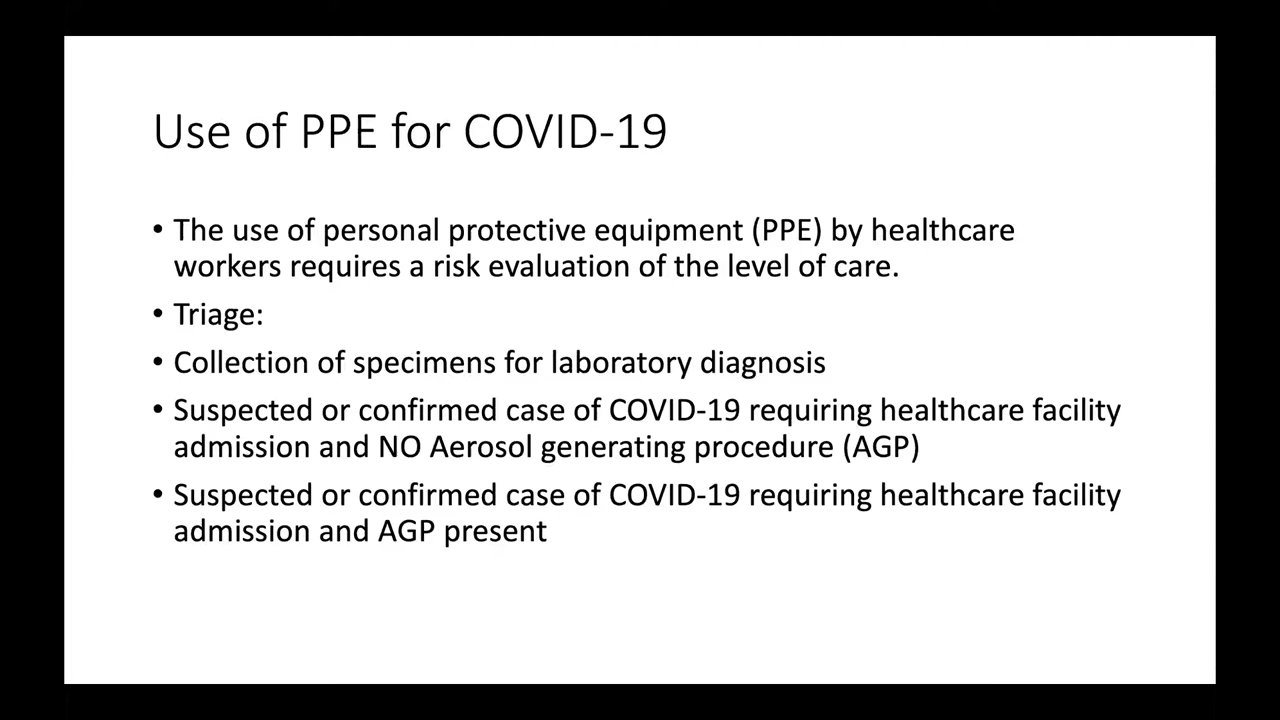 Use of PPE for COVID-19
• The use of personal protective equipment (PPE) by healthcare
workers requires a risk evaluation of the level of care.
• Triage:
• Collection of specimens for laboratory diagnosis
• Suspected or confirmed case of COVID-19 requiring healthcare facility
admission and NO Aerosol generating procedure (AGP)
• Suspected or confirmed case of COVID-19 requiring healthcare facility
admission and AGP present